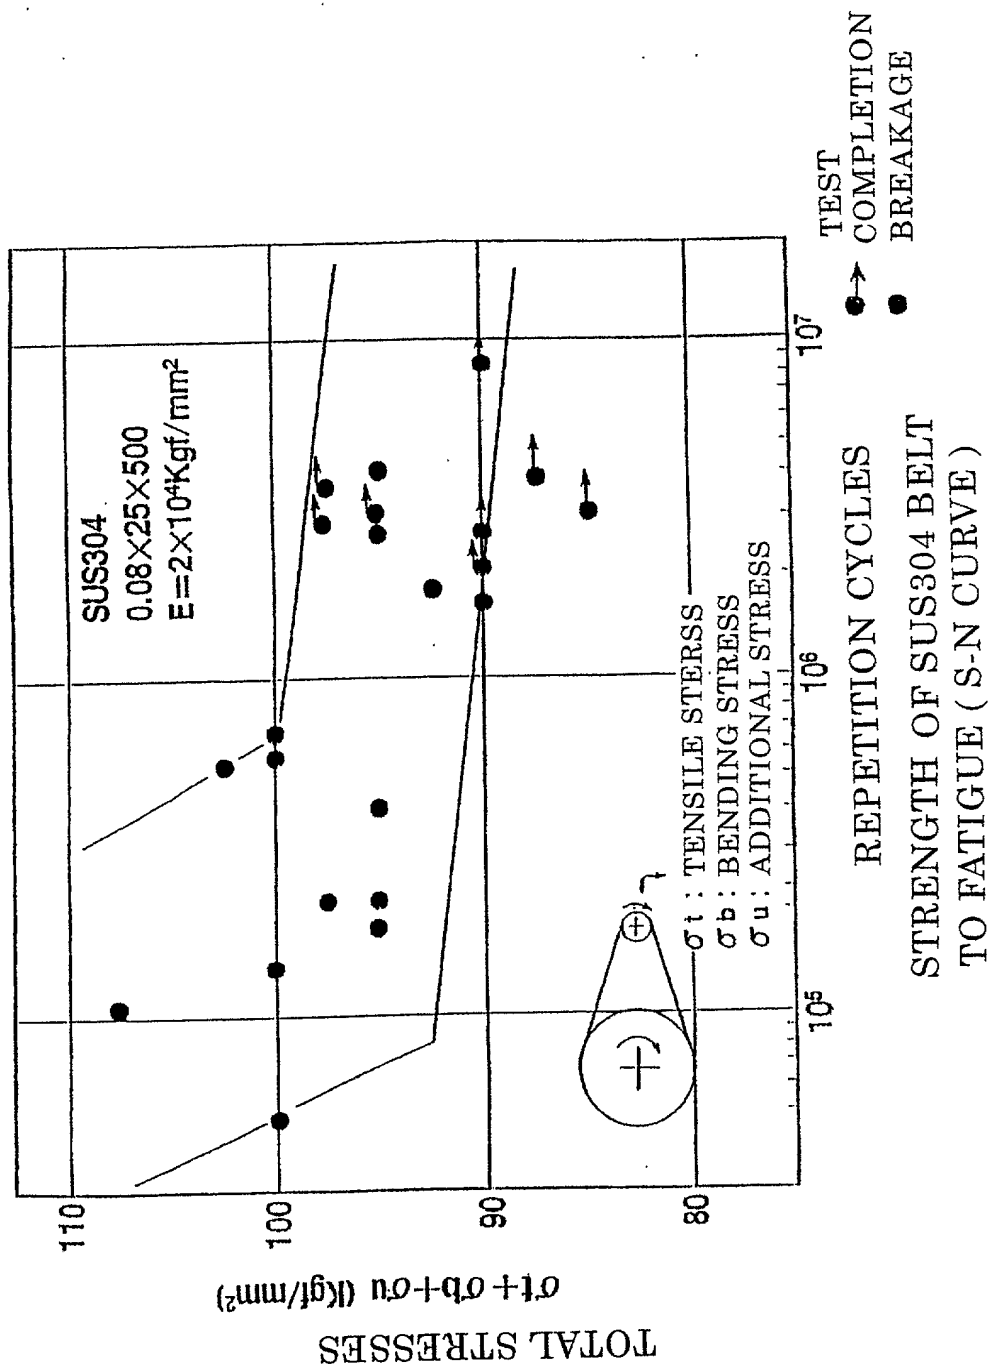 SUS304
0.08×25×500
E=2×10⁴Kgf/mm²
TOTAL STRESSES
σt+σb+σu (Kgf/mm²)
110
100
90
80
σt : TENSILE STERSS
σb : BENDING STRESS
σu : ADDITIONAL STRESS
10⁵
10⁶
10⁷
REPETITION CYCLES
TEST
COMPLETION
BREAKAGE
STRENGTH OF SUS304 BELT
TO FATIGUE ( S-N CURVE )